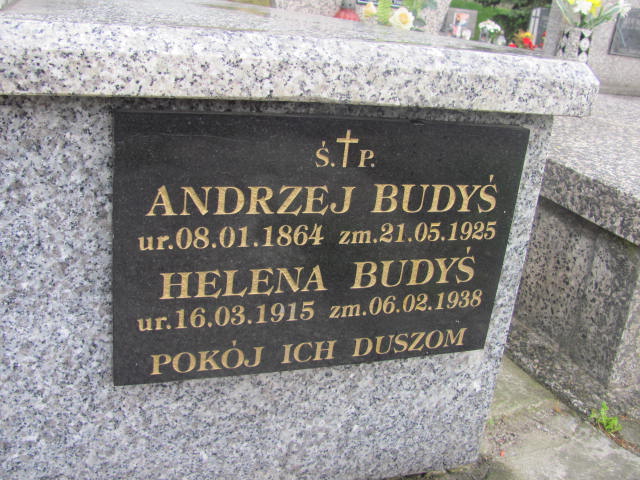 Ś.†P.
ANDRZEJ BUDYŚ
ur.08.01.1864 zm.21.05.1925
HELENA BUDYŚ
ur.16.03.1915 zm.06.02.1938
POKÓJ ICH DUSZOM